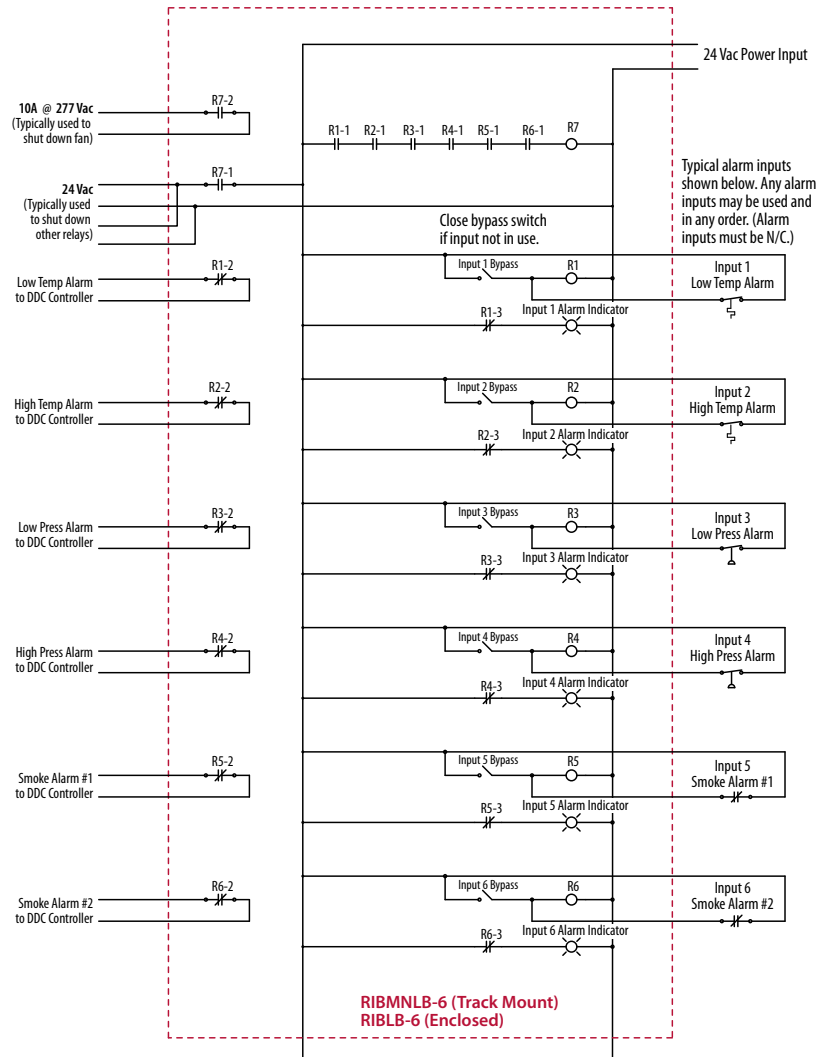 24 Vac Power Input
R7-2
10A @ 277 Vac
(Typically used to
shut down fan)
R1-1 R2-1 R3-1 R4-1 R5-1 R6-1 R7
R7-1
24 Vac
(Typically used
to shut down
other relays)
Typical alarm inputs
shown below. Any alarm
inputs may be used and
in any order. (Alarm
inputs must be N/C.)
Close bypass switch
if input not in use.
Low Temp Alarm
to DDC Controller
R1-2
Input 1 Bypass
R1
Input 1
Low Temp Alarm
R1-3
Input 1 Alarm Indicator
High Temp Alarm
to DDC Controller
R2-2
Input 2 Bypass
R2
Input 2
High Temp Alarm
R2-3
Input 2 Alarm Indicator
Low Press Alarm
to DDC Controller
R3-2
Input 3 Bypass
R3
Input 3
Low Press Alarm
R3-3
Input 3 Alarm Indicator
High Press Alarm
to DDC Controller
R4-2
Input 4 Bypass
R4
Input 4
High Press Alarm
R4-3
Input 4 Alarm Indicator
Smoke Alarm #1
to DDC Controller
R5-2
Input 5 Bypass
R5
Input 5
Smoke Alarm #1
R5-3
Input 5 Alarm Indicator
Smoke Alarm #2
to DDC Controller
R6-2
Input 6 Bypass
R6
Input 6
Smoke Alarm #2
R6-3
Input 6 Alarm Indicator
RIBMNLB-6 (Track Mount)
RIBLB-6 (Enclosed)